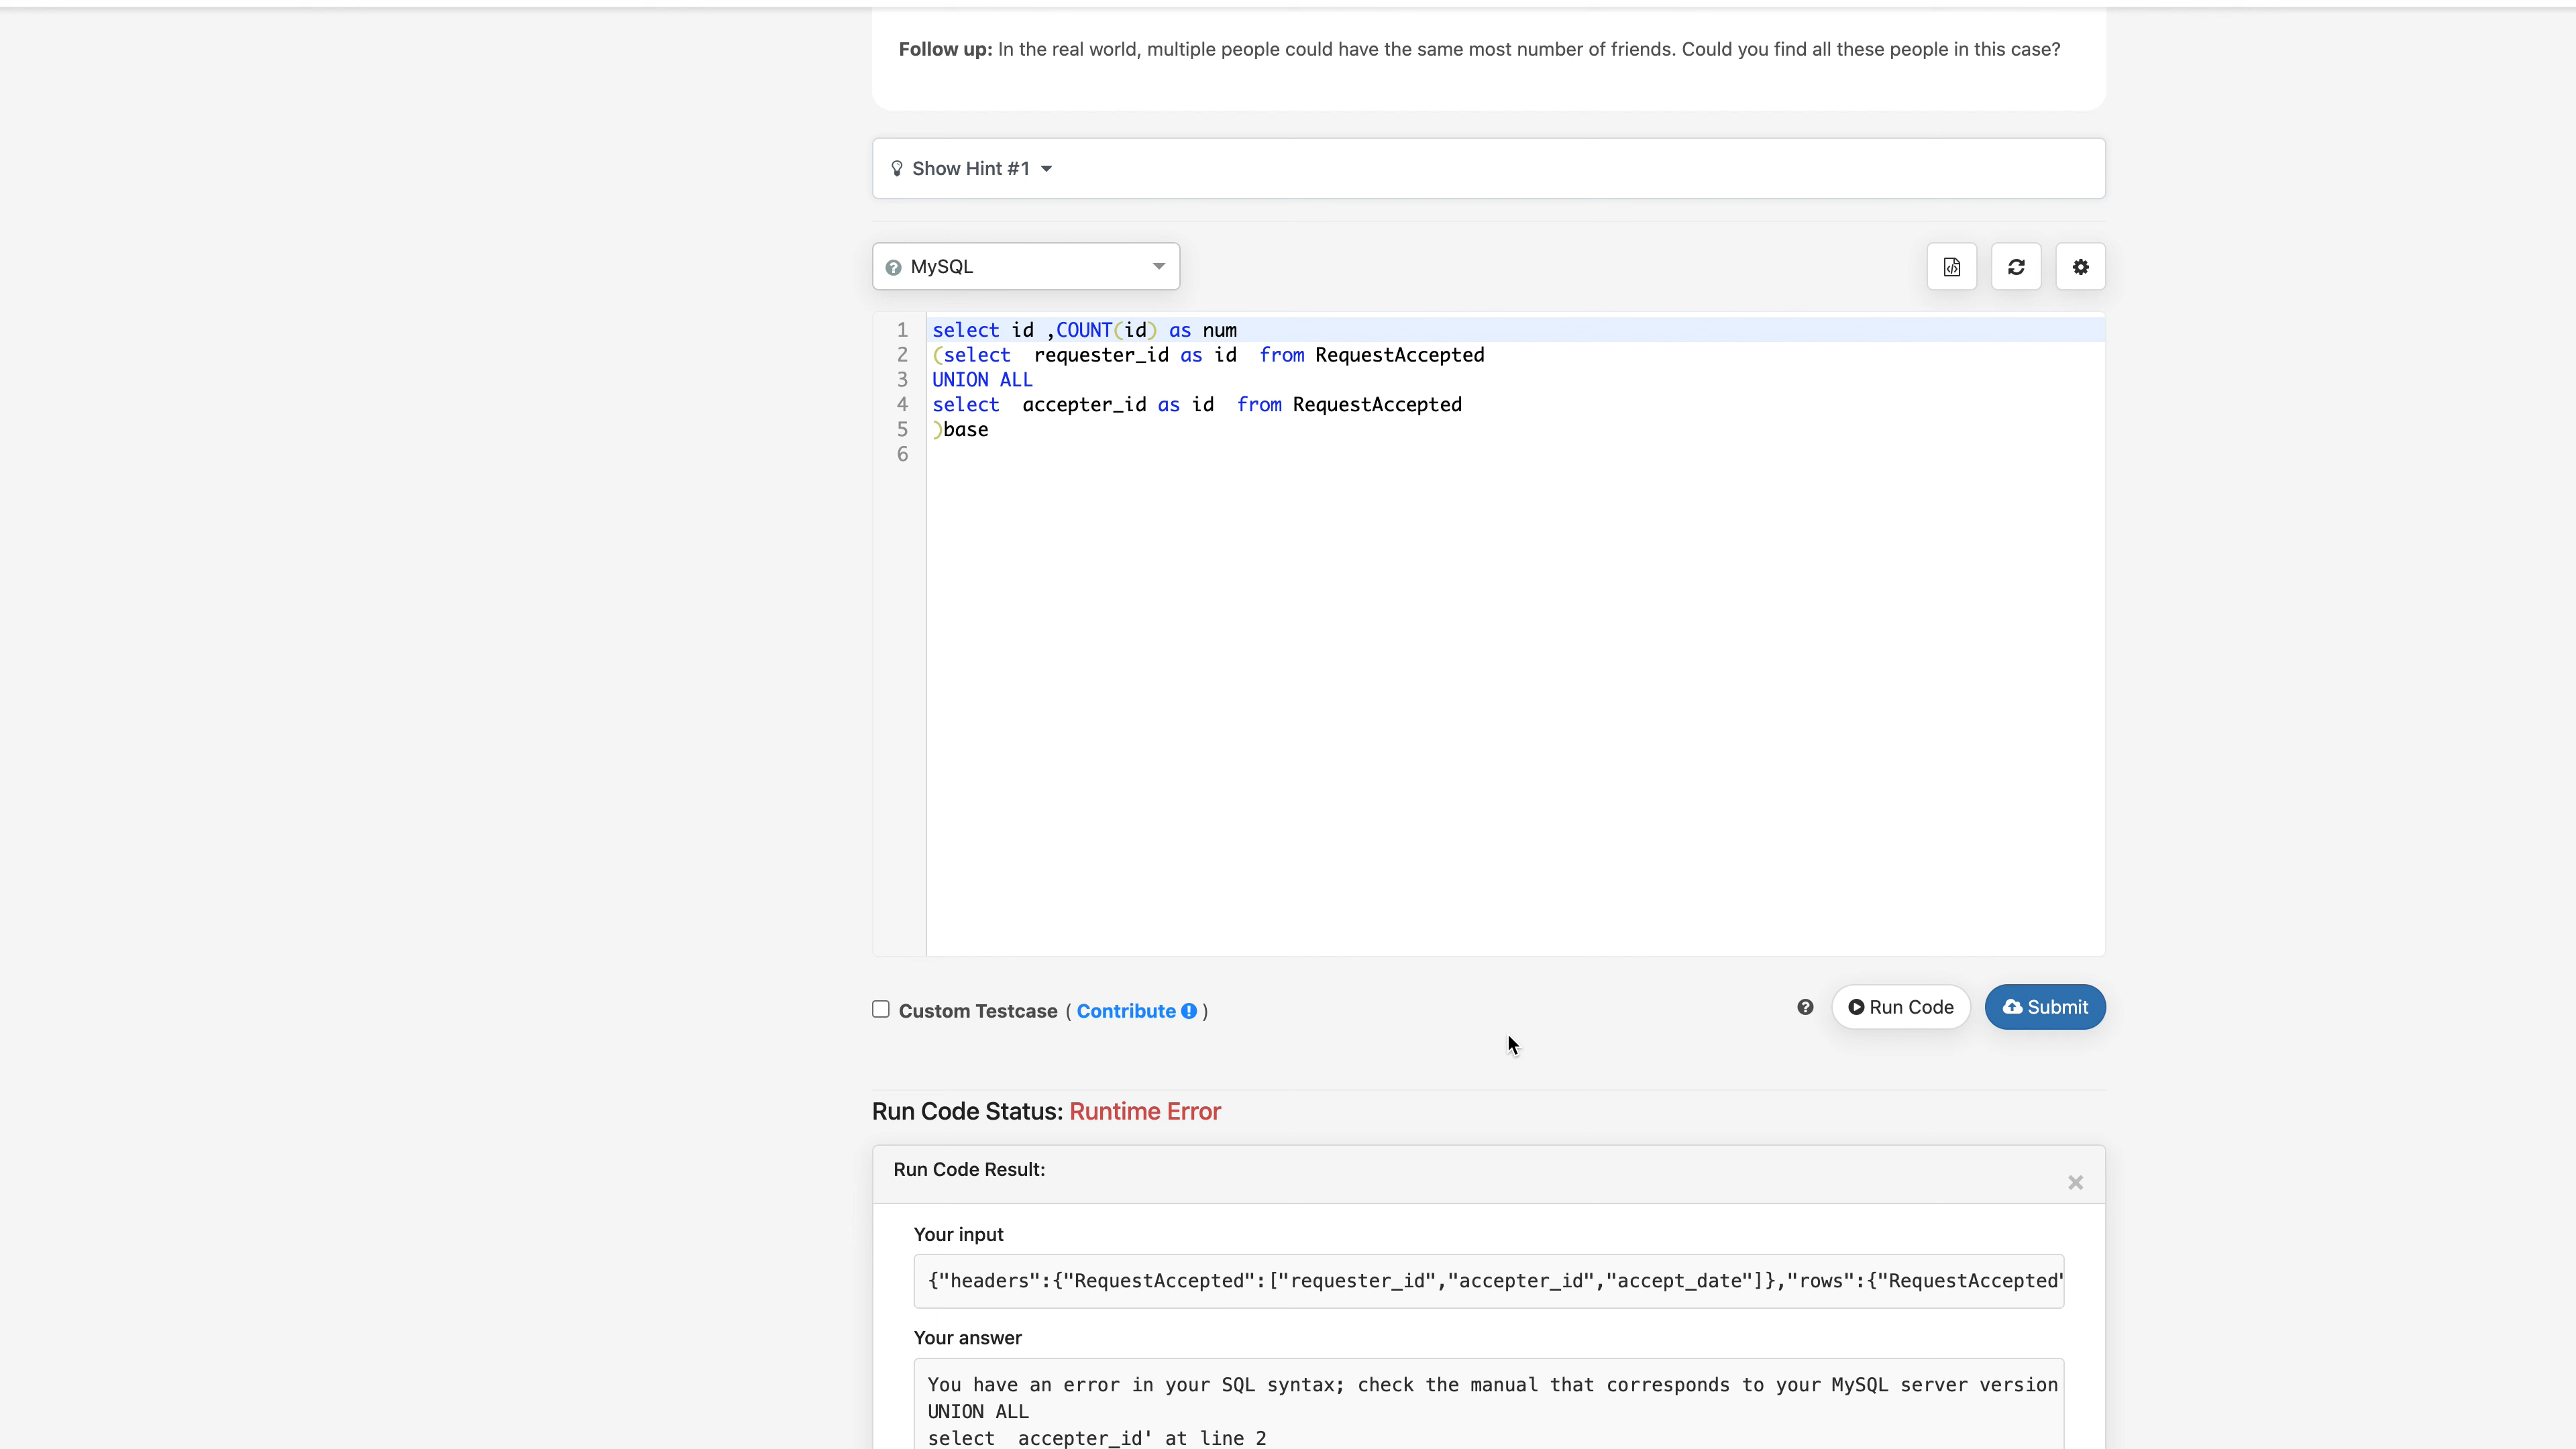 Follow up: In the real world, multiple people could have the same most number of friends. Could you find all these people in this case?
Show Hint #1
MySQL
1 select id ,COUNT(id) as num
2 (select  requester_id as id  from RequestAccepted
3 UNION ALL
4 select  accepter_id as id  from RequestAccepted
5 )base
6
Custom Testcase ( Contribute )
Run Code
Submit
Run Code Status: Runtime Error
Run Code Result:
Your input
{"headers":{"RequestAccepted":["requester_id","accepter_id","accept_date"]},"rows":{"RequestAccepted"
Your answer
You have an error in your SQL syntax; check the manual that corresponds to your MySQL server version
UNION ALL
select  accepter_id' at line 2